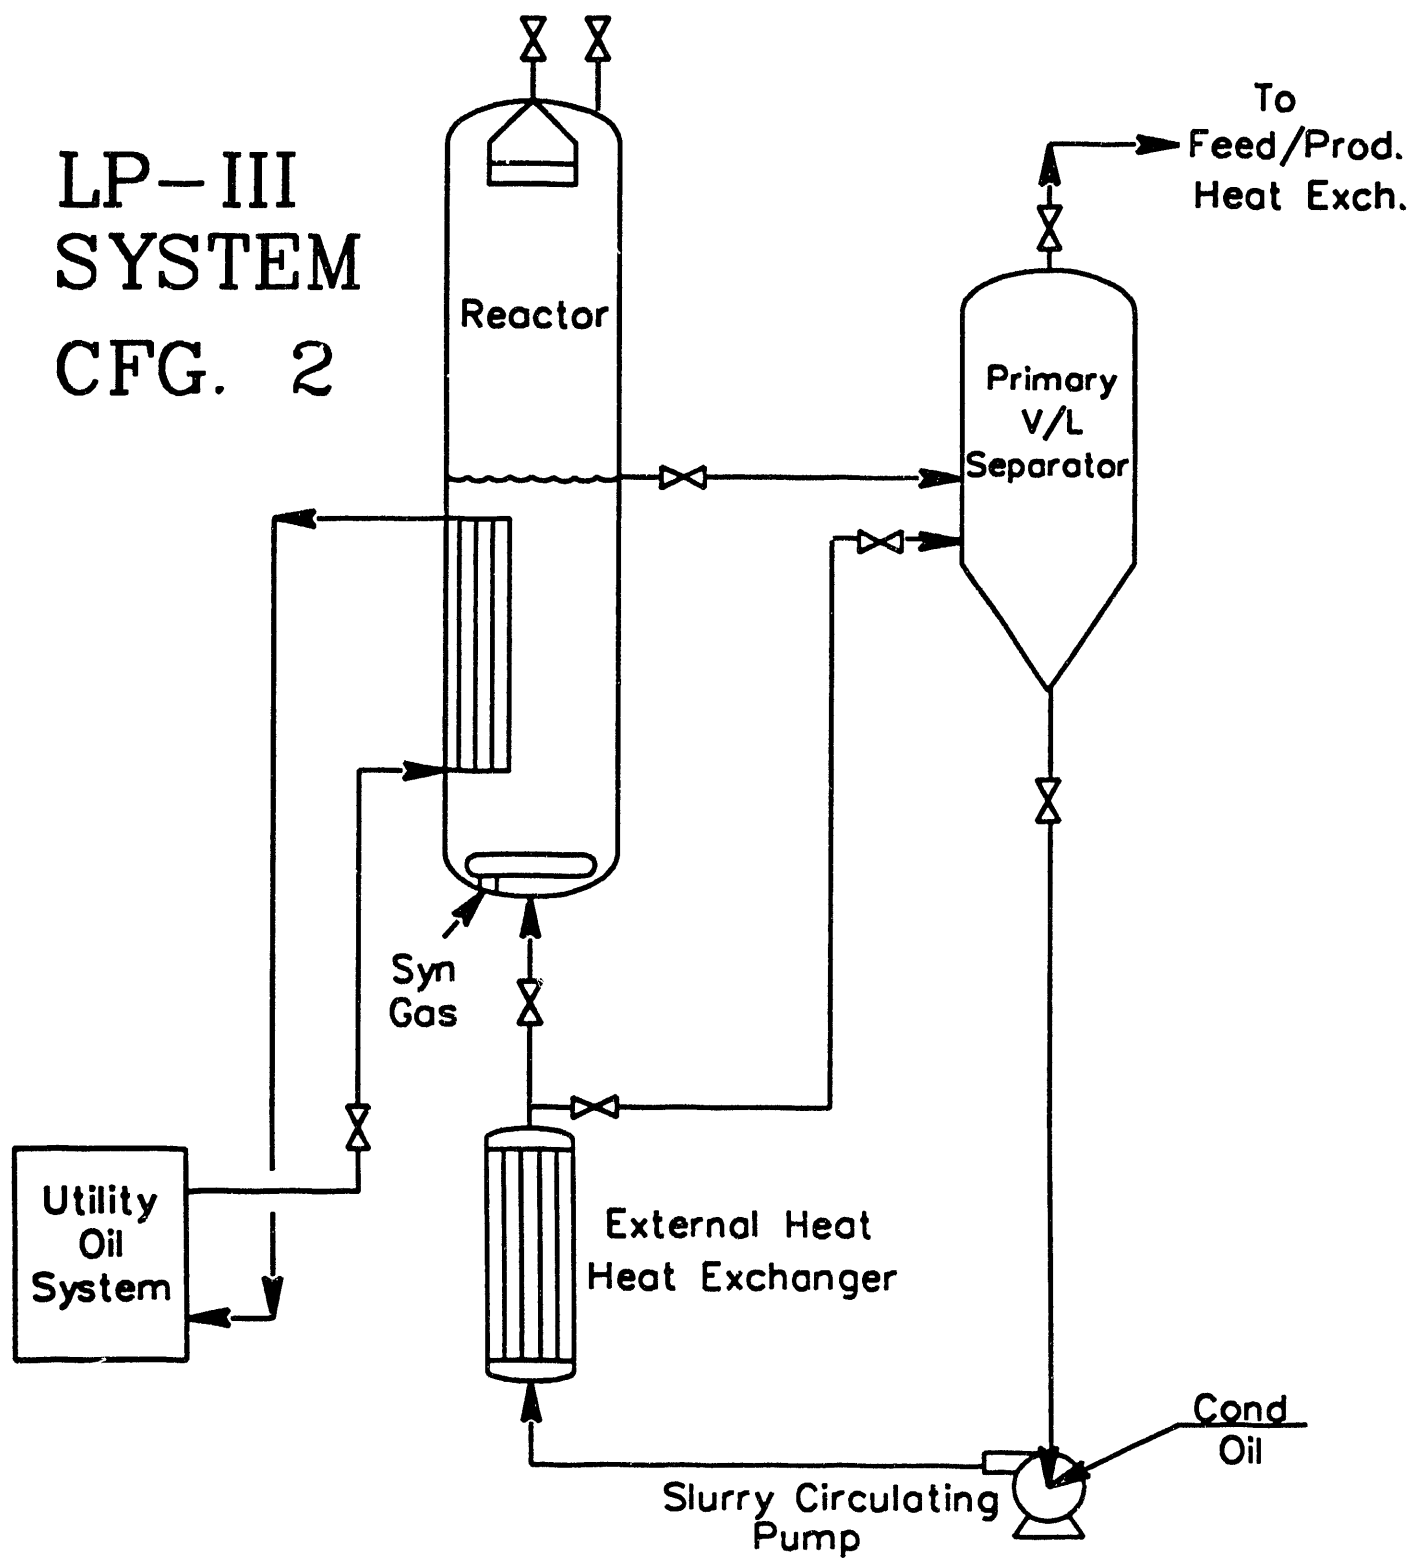 LP-III
SYSTEM
CFG. 2
To
Feed/Prod.
Heat Exch.
Reactor
Primary
V/L
Separator
Syn
Gas
Utility
Oil
System
External Heat
Heat Exchanger
Cond
Oil
Slurry Circulating
Pump